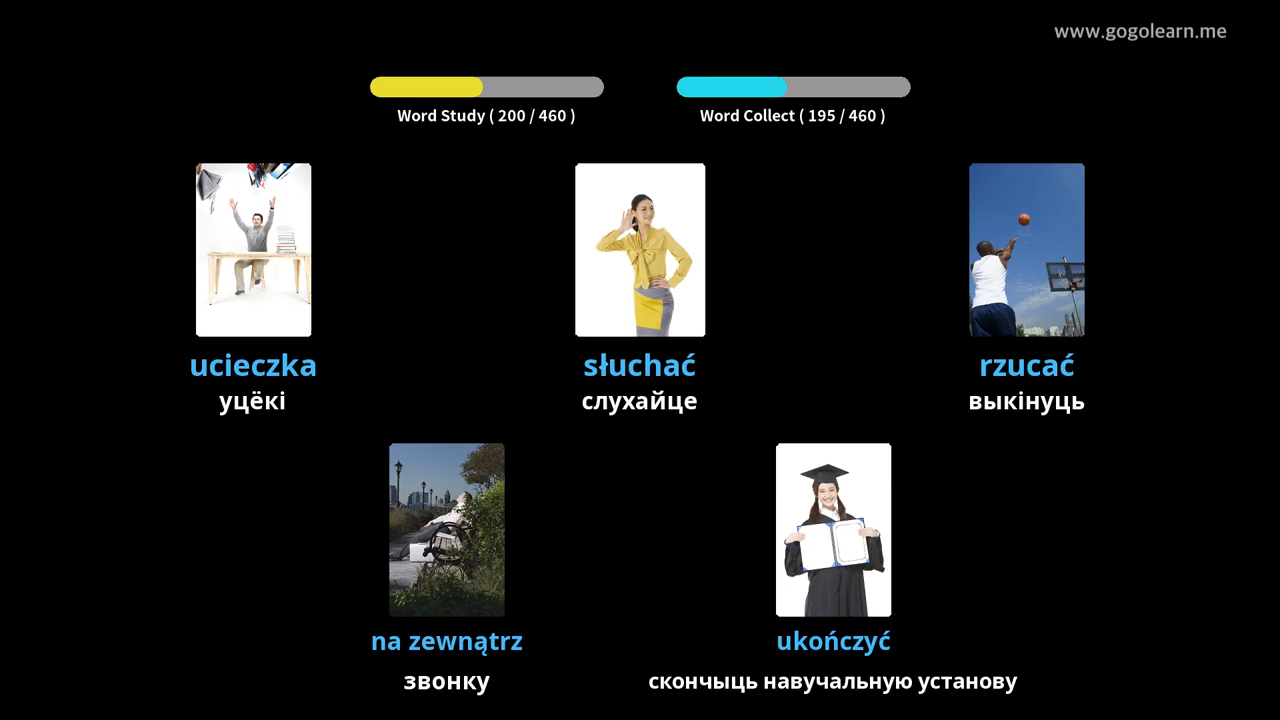 www.gogolearn.me
Word Study ( 200 / 460 )
Word Collect ( 195 / 460 )
ucieczka
уцёкі
słuchać
слухайце
rzucać
выкінуць
na zewnątrz
звонку
ukończyć
скончыць навучальную установу